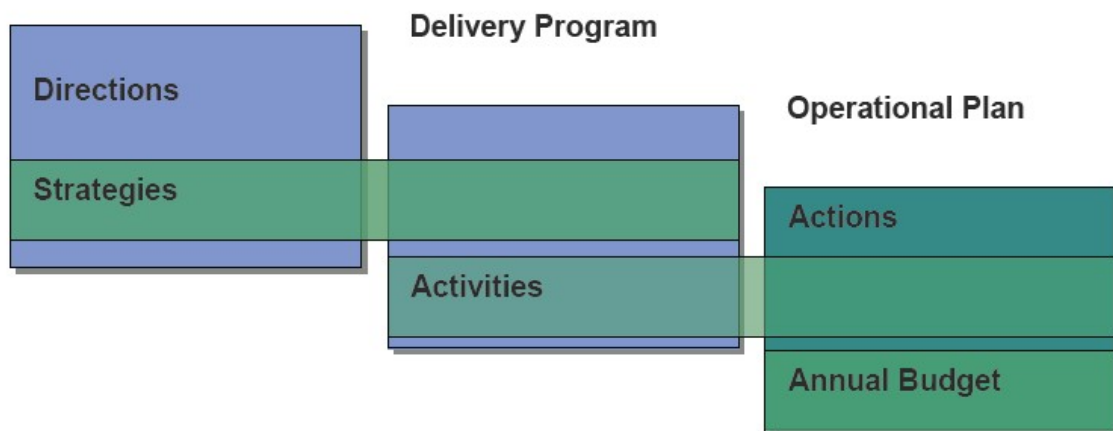 Delivery Program
Directions
Operational Plan
Strategies
Actions
Activities
Annual Budget